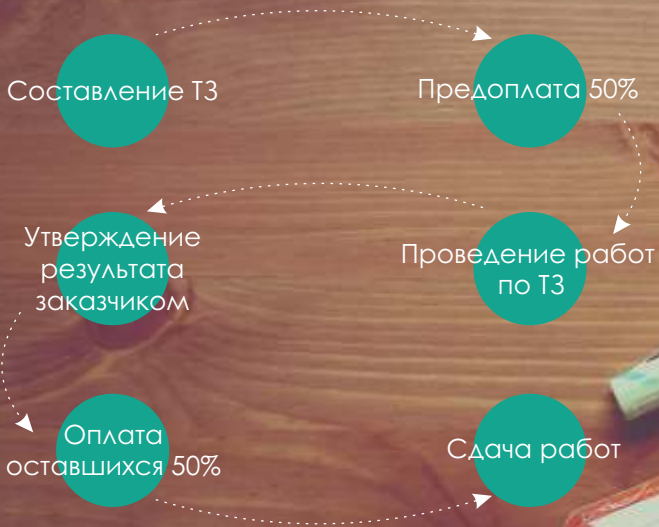 Составление ТЗ
Предоплата 50%
Проведение работ
по ТЗ
Утверждение
результата
заказчиком
Оплата
оставшихся 50%
Сдача работ